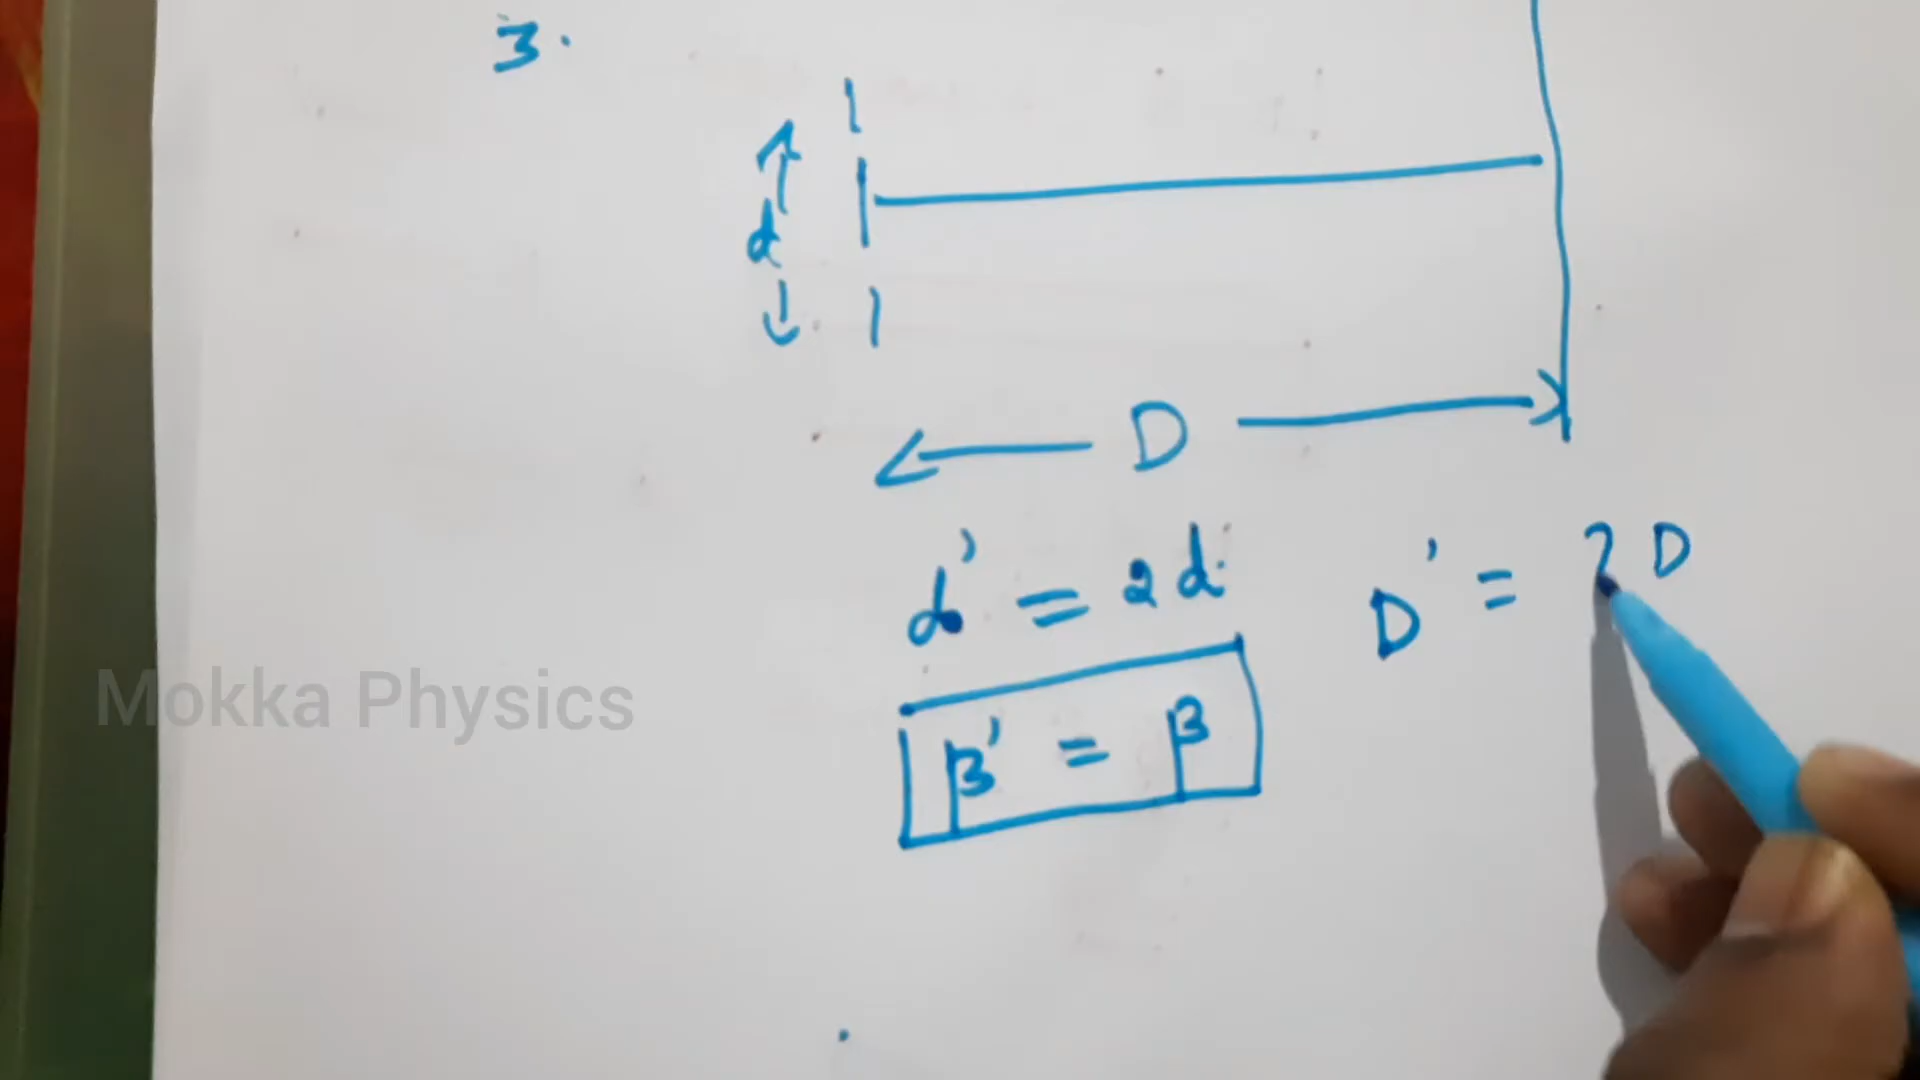 3.
d
D
d' = 2d
D' = ? D
β' = β
Mokka Physics